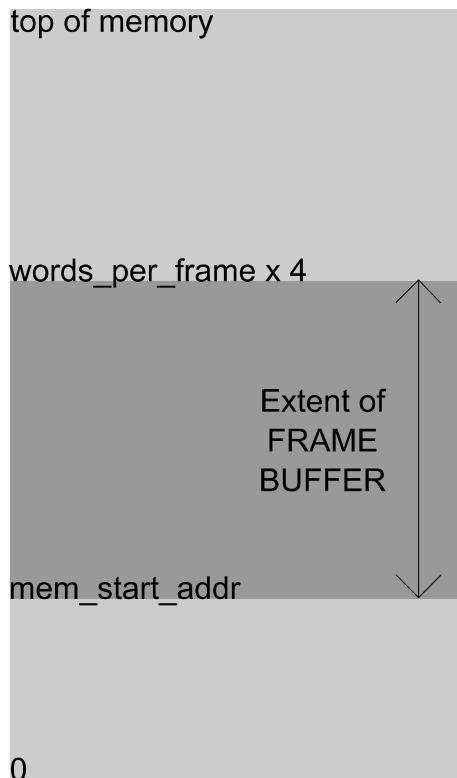 top of memory
words_per_frame x 4
Extent of
FRAME
BUFFER
mem_start_addr
0